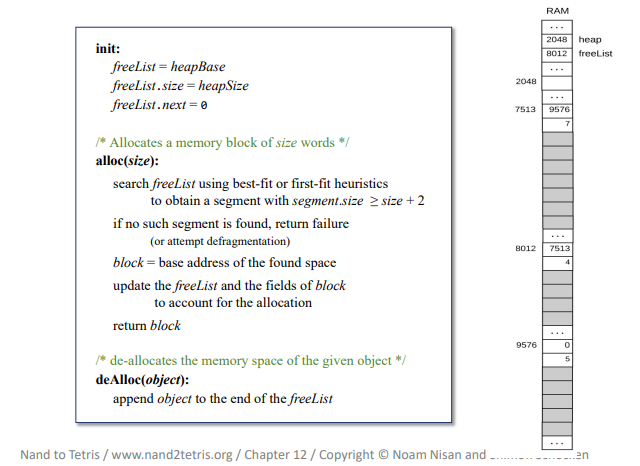 init:
freeList = heapBase
freeList.size = heapSize
freeList.next = 0
/* Allocates a memory block of size words */
alloc(size):
search freeList using best-fit or first-fit heuristics
to obtain a segment with segment.size ≥ size + 2
if no such segment is found, return failure
(or attempt defragmentation)
block = base address of the found space
update the freeList and the fields of block
to account for the allocation
return block
/* de-allocates the memory space of the given object */
deAlloc(object):
append object to the end of the freeList
RAM
...
2048 heap
8012 freeList
...
2048
...
7513 9576
7
...
8012 7513
4
...
9576 0
5
...
Nand to Tetris / www.nand2tetris.org / Chapter 12 / Copyright © Noam Nisan and